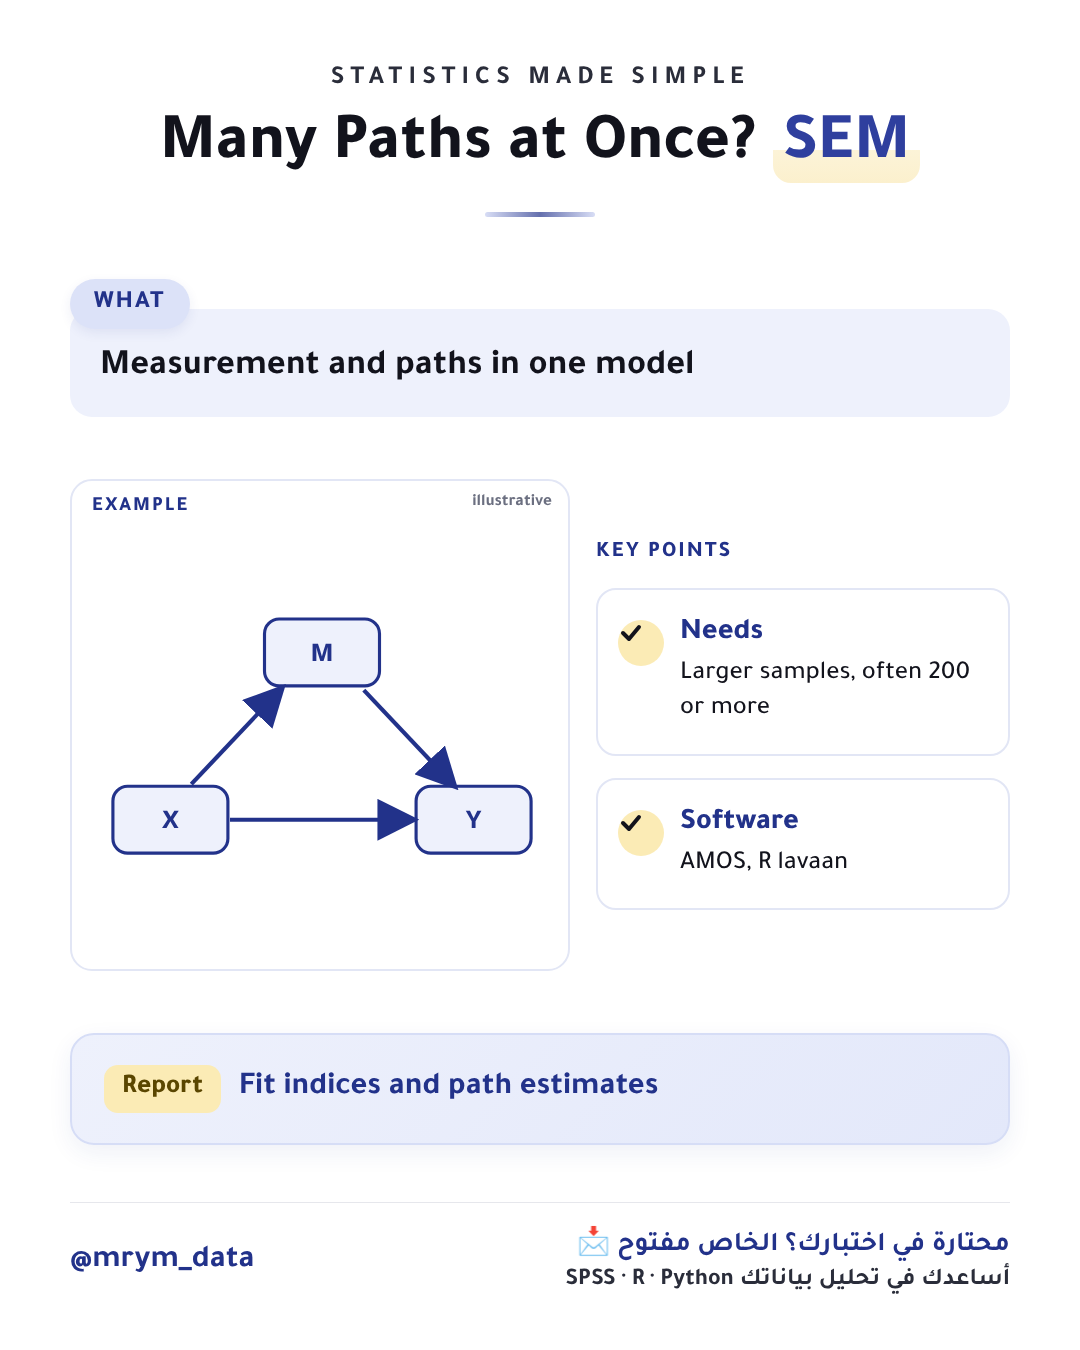 STATISTICS MADE SIMPLE
Many Paths at Once? SEM
WHAT
Measurement and paths in one model
EXAMPLE
illustrative
M
X
Y
KEY POINTS
Needs
Larger samples, often 200
or more
Software
AMOS, R lavaan
Report Fit indices and path estimates
@mrym_data
محتارة في اختبارك؟ الخاص مفتوح 📩
أساعدك في تحليل بياناتك SPSS · R · Python